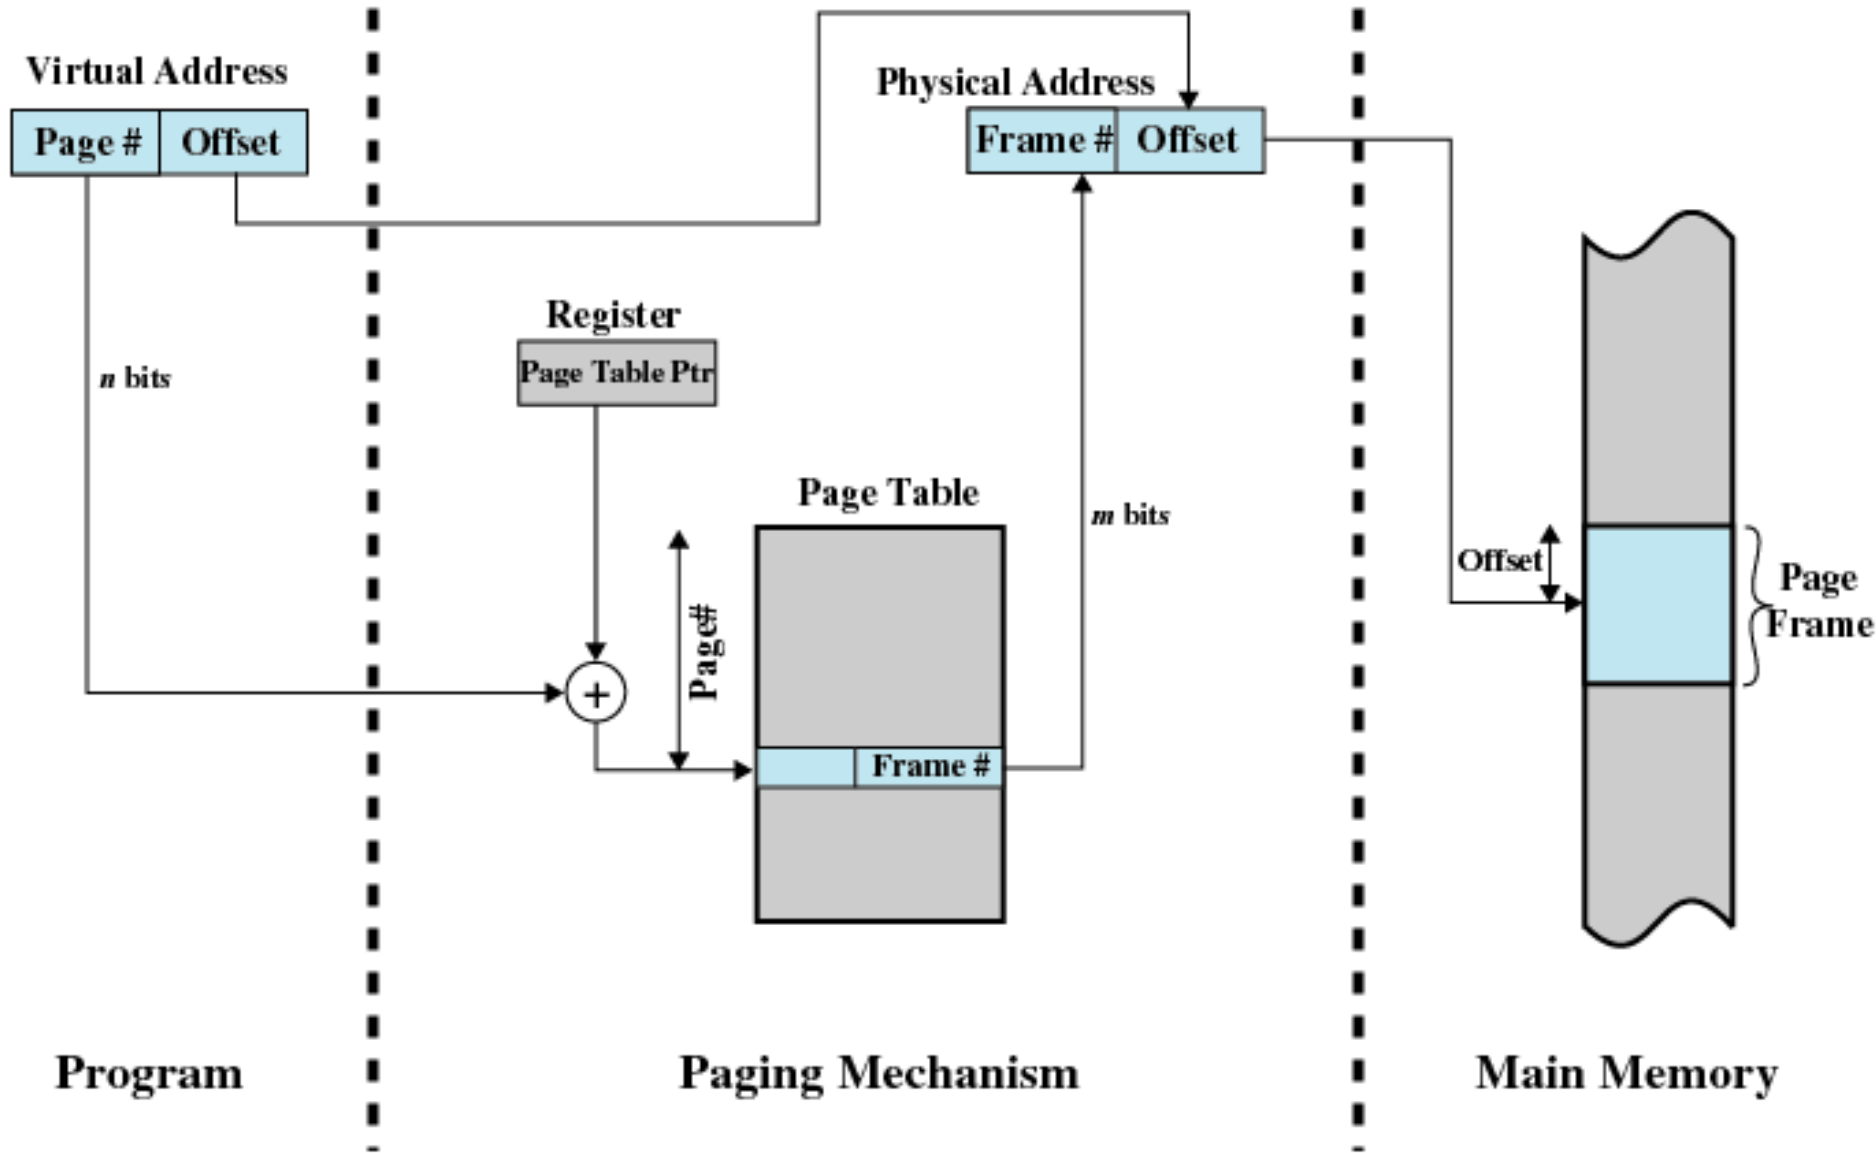 Virtual Address
Page # Offset
Physical Address
Frame # Offset
Register
Page Table Ptr
n bits
Page Table
m bits
Page#
Offset
Page
Frame
Frame #
+
Program
Paging Mechanism
Main Memory